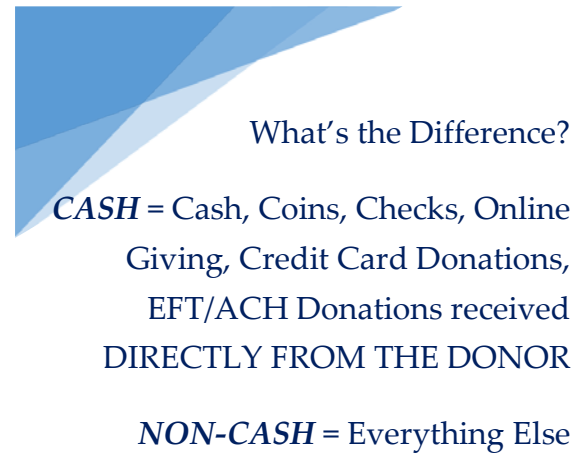 What’s the Difference?
CASH = Cash, Coins, Checks, Online
Giving, Credit Card Donations,
EFT/ACH Donations received
DIRECTLY FROM THE DONOR
NON-CASH = Everything Else